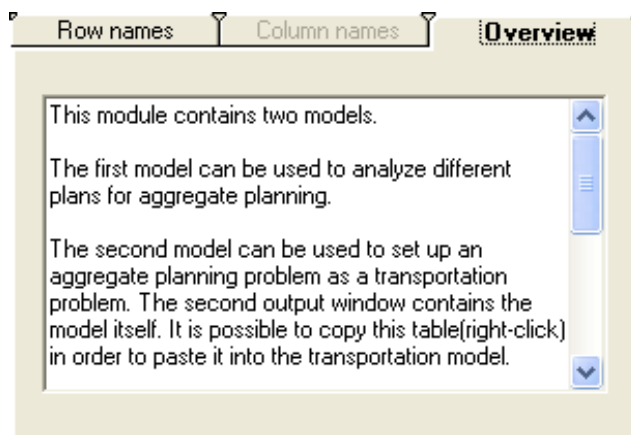 Row names Column names Overview
This module contains two models.
The first model can be used to analyze different
plans for aggregate planning.
The second model can be used to set up an
aggregate planning problem as a transportation
problem. The second output window contains the
model itself. It is possible to copy this table(right-click)
in order to paste it into the transportation model.